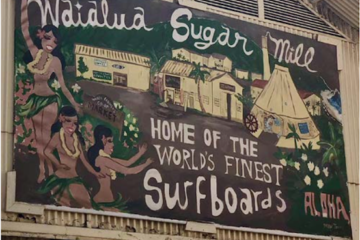 Waialua Sugar Mill
HOME OF THE
WORLD'S FINEST
Surfboards
ALOHA